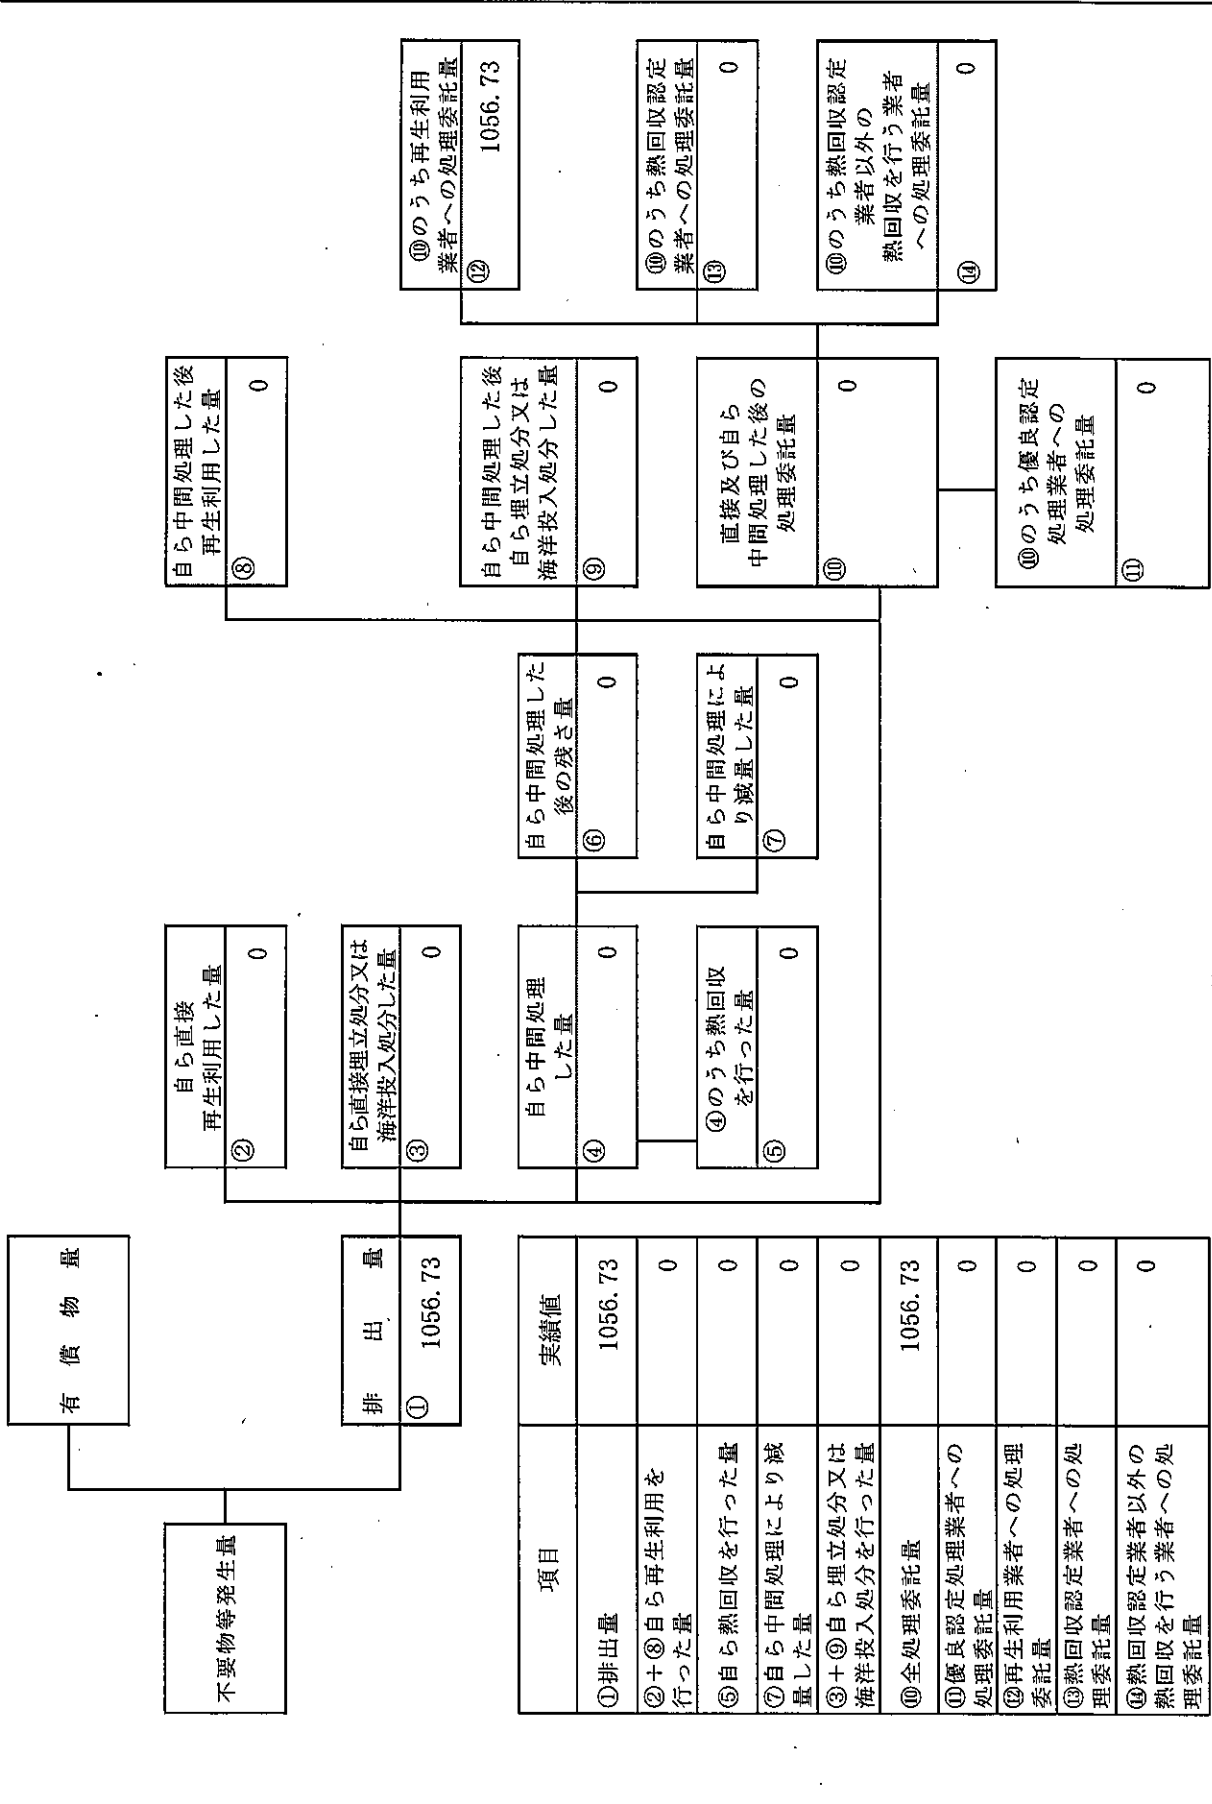 不要物等発生量
有償物量
排出量
① 1056.73
自ら直接
再生利用した量
② 0
自ら直接埋立処分又は
海洋投入処分した量
③ 0
自ら中間処理
した量
④ 0
④のうち熱回収
を行った量
⑤ 0
自ら中間処理した
後の残さ量
⑥ 0
自ら中間処理によ
り減量した量
⑦ 0
自ら中間処理した後
再生利用した量
⑧ 0
自ら中間処理した後
自ら埋立処分又は
海洋投入処分した量
⑨ 0
直接及び自ら
中間処理した後の
処理委託量
⑩ 0
⑩のうち優良認定
処理業者への
処理委託量
⑪ 0
⑩のうち再生利用
業者への処理委託量
⑫ 1056.73
⑩のうち熱回収認定
業者への処理委託量
⑬ 0
⑩のうち熱回収認定
業者以外の
熱回収を行う業者
への処理委託量
⑭ 0
項目 実績値
①排出量 1056.73
②+⑧自ら再生利用を
行った量 0
⑤自ら熱回収を行った量 0
⑦自ら中間処理により減
量した量 0
③+⑨自ら埋立処分又は
海洋投入処分を行った量 0
⑩全処理委託量 1056.73
⑪優良認定処理業者への
処理委託量 0
⑫再生利用業者への処理
委託量 0
⑬熱回収認定業者への処
理委託量 0
⑭熱回収認定業者以外の
熱回収を行う業者への処
理委託量 0